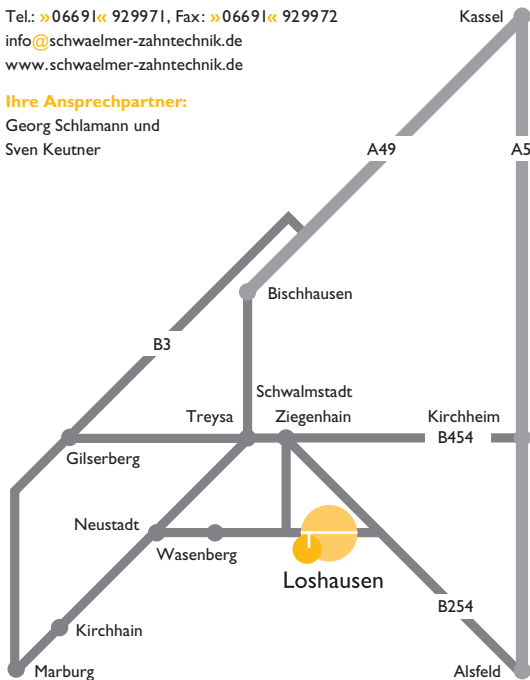 Tel.: »06691« 929971, Fax: »06691« 929972
info@schwaelmer-zahntechnik.de
www.schwaelmer-zahntechnik.de
Ihre Ansprechpartner:
Georg Schlamann und
Sven Keutner
Kassel
A49
A5
Bischhausen
B3
Schwalmstadt
Treysa
Ziegenhain
Kirchheim
B454
Gilserberg
Neustadt
Wasenberg
Loshausen
B254
Kirchhain
Marburg
Alsfeld